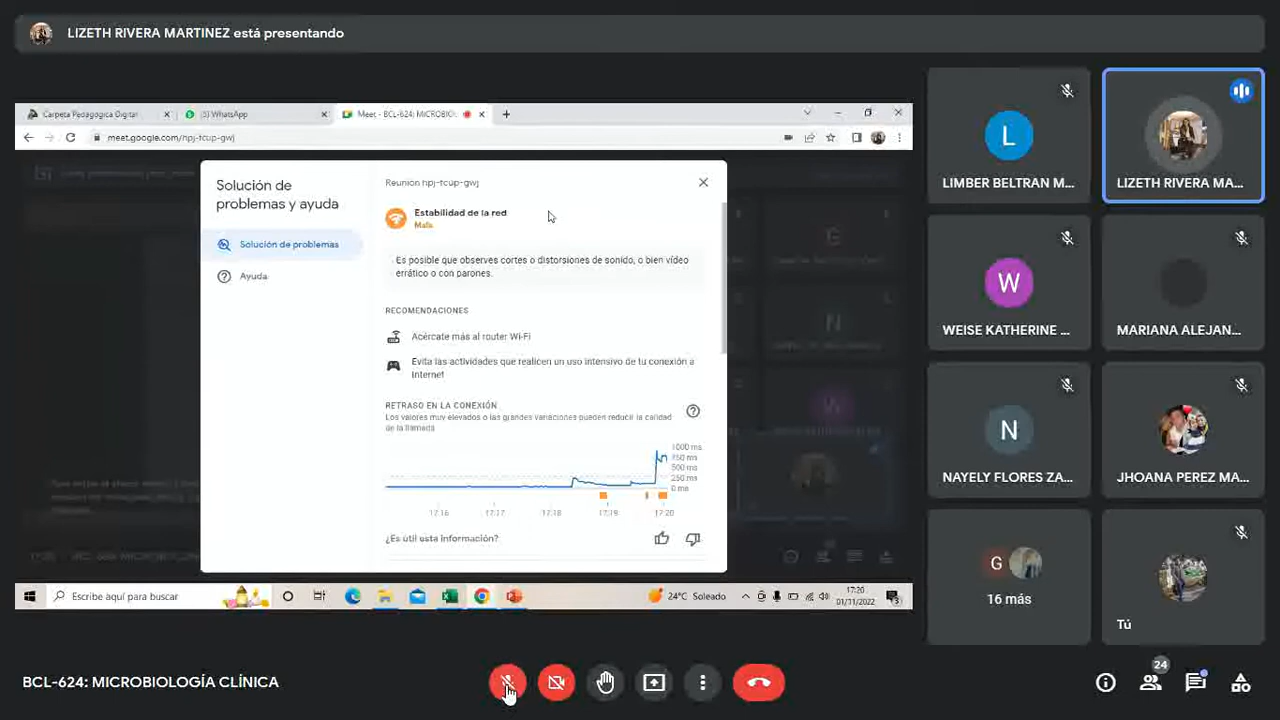 LIZETH RIVERA MARTINEZ está presentando
Carpeta Pedagógica Digital
(5) WhatsApp
Meet - BCL-624: MICROBIOL
meet.google.com/hpj-fcup-gwj
Solución de
problemas y ayuda
Solución de problemas
Ayuda
Reunión hpj-fcup-gwj
Estabilidad de la red
Mala
Es posible que observes cortes o distorsiones de sonido, o bien vídeo
errático o con parones.
RECOMENDACIONES
Acércate más al router Wi-Fi
Evita las actividades que realicen un uso intensivo de tu conexión a
Internet
RETRASO EN LA CONEXIÓN
Los valores muy elevados o las grandes variaciones pueden reducir la calidad
de la llamada
1000 ms
750 ms
500 ms
250 ms
0 ms
17:16 17:17 17:18 17:19 17:20
¿Es útil esta información?
Escribe aquí para buscar
24°C Soleado
17:20
01/11/2022
L
LIMBER BELTRAN M...
LIZETH RIVERA MA...
W
WEISE KATHERINE ...
MARIANA ALEJAN...
N
NAYELY FLORES ZA...
JHOANA PEREZ MA...
G
16 más
Tú
BCL-624: MICROBIOLOGÍA CLÍNICA
24